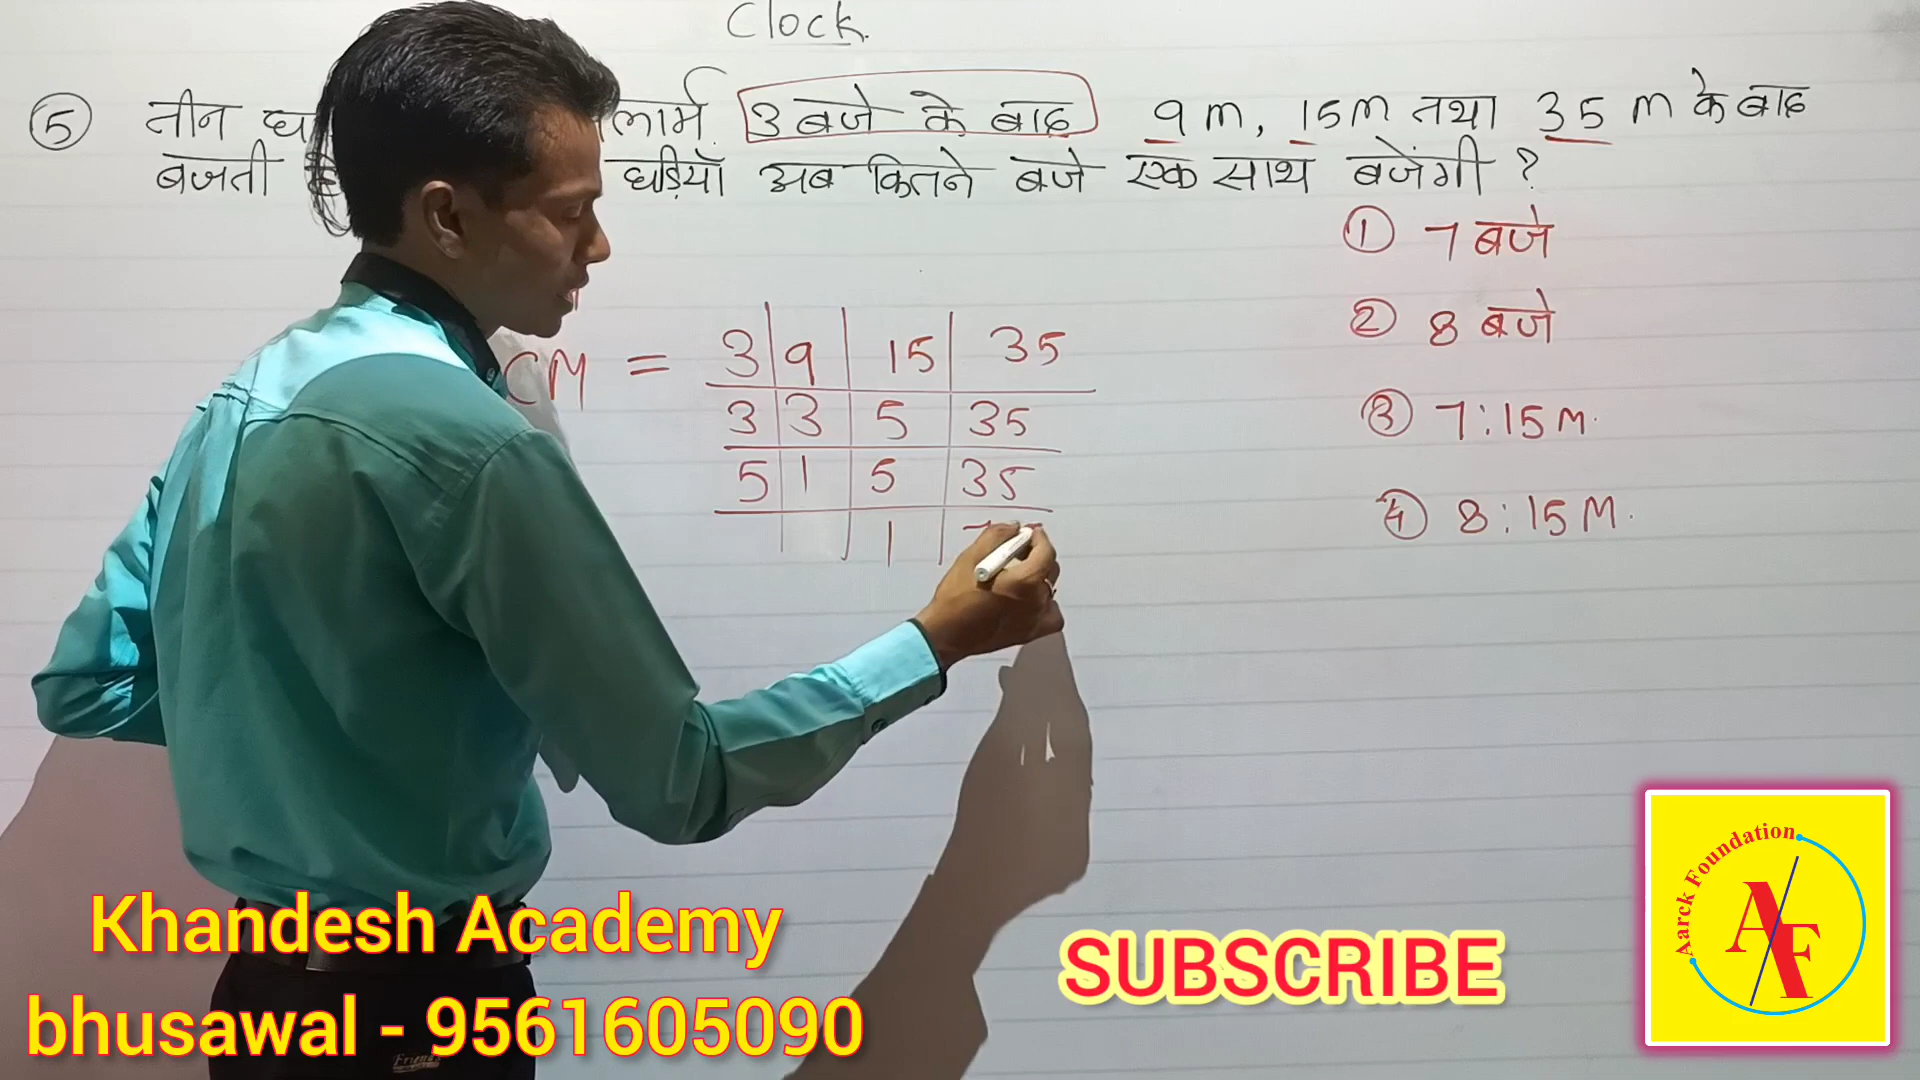 Clock.
5 तीन लार्म 3 बजे के बाद 9 m, 15m तथा 35 m के बाद
बजती घड़ियाँ अब कितने बजे एक साथ बजेंगी ?
1 7 बजे
2 8 बजे
3 7:15 M.
4 8:15 M.
CM = 3 9 15 35
3 3 5 35
5 1 5 35
1
Khandesh Academy
bhusawal - 9561605090
SUBSCRIBE
Aarck Foundation
AF